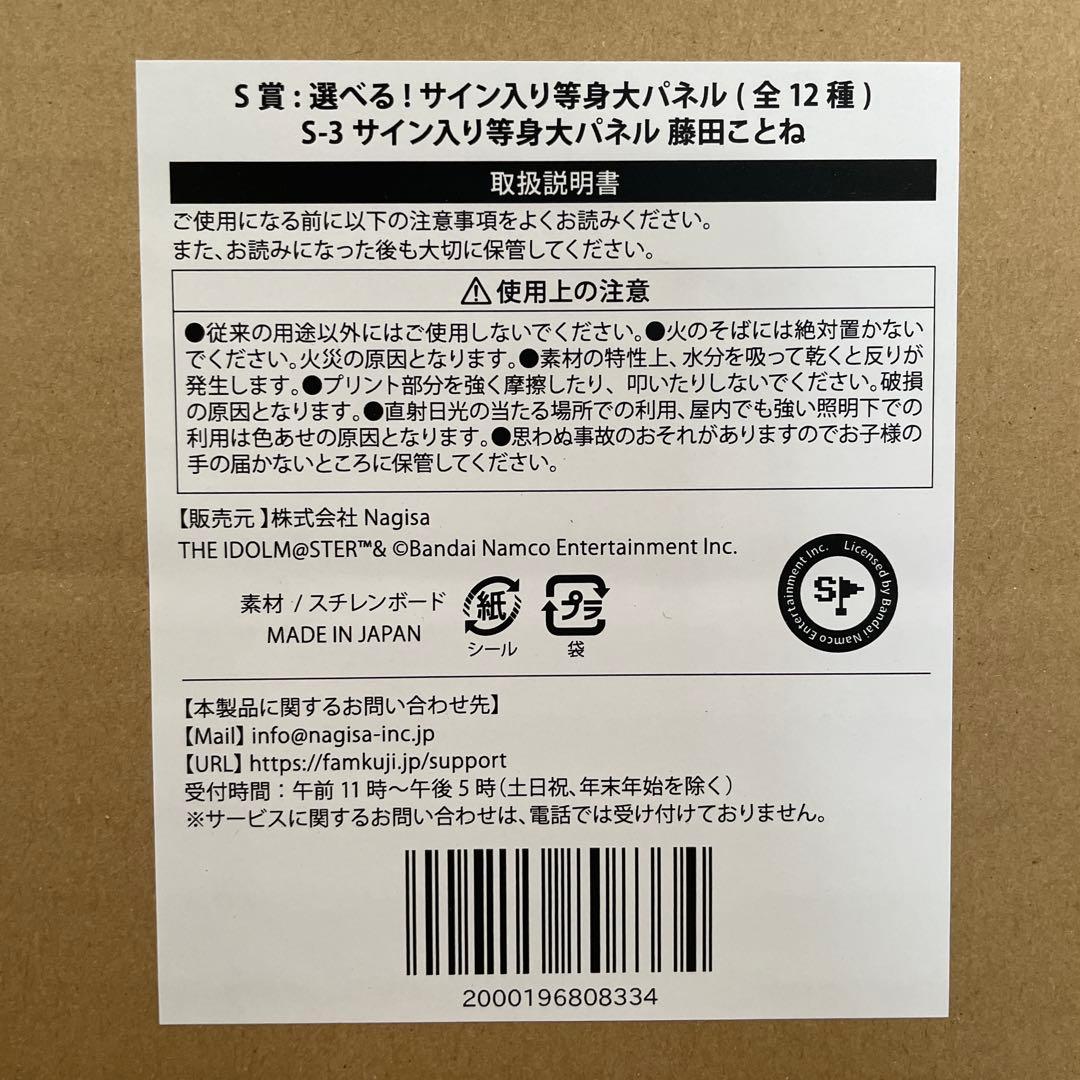 S 賞 : 選べる ! サイン入り等身大パネル ( 全 12 種 )
S-3 サイン入り等身大パネル 藤田ことね
取扱説明書
ご使用になる前に以下の注意事項をよくお読みください。
また、お読みになった後も大切に保管してください。
使用上の注意
●従来の用途以外にはご使用しないでください。●火のそばには絶対置かない
でください。火災の原因となります。●素材の特性上、水分を吸って乾くと反りが
発生します。●プリント部分を強く摩擦したり、叩いたりしないでください。破損
の原因となります。●直射日光の当たる場所での利用、屋内でも強い照明下での
利用は色あせの原因となります。●思わぬ事故のおそれがありますのでお子様の
手の届かないところに保管してください。
【販売元】株式会社 Nagisa
THE IDOLM@STER™& ©Bandai Namco Entertainment Inc.
素材 / スチレンボード
MADE IN JAPAN
紙
シール
プラ
袋
Licensed by Bandai Namco Entertainment Inc.
S
【本製品に関するお問い合わせ先】
【Mail】info@nagisa-inc.jp
【URL】https://famkuji.jp/support
受付時間 : 午前 11 時～午後 5 時（土日祝、年末年始を除く）
※サービスに関するお問い合わせは、電話では受け付けておりません。
2000196808334